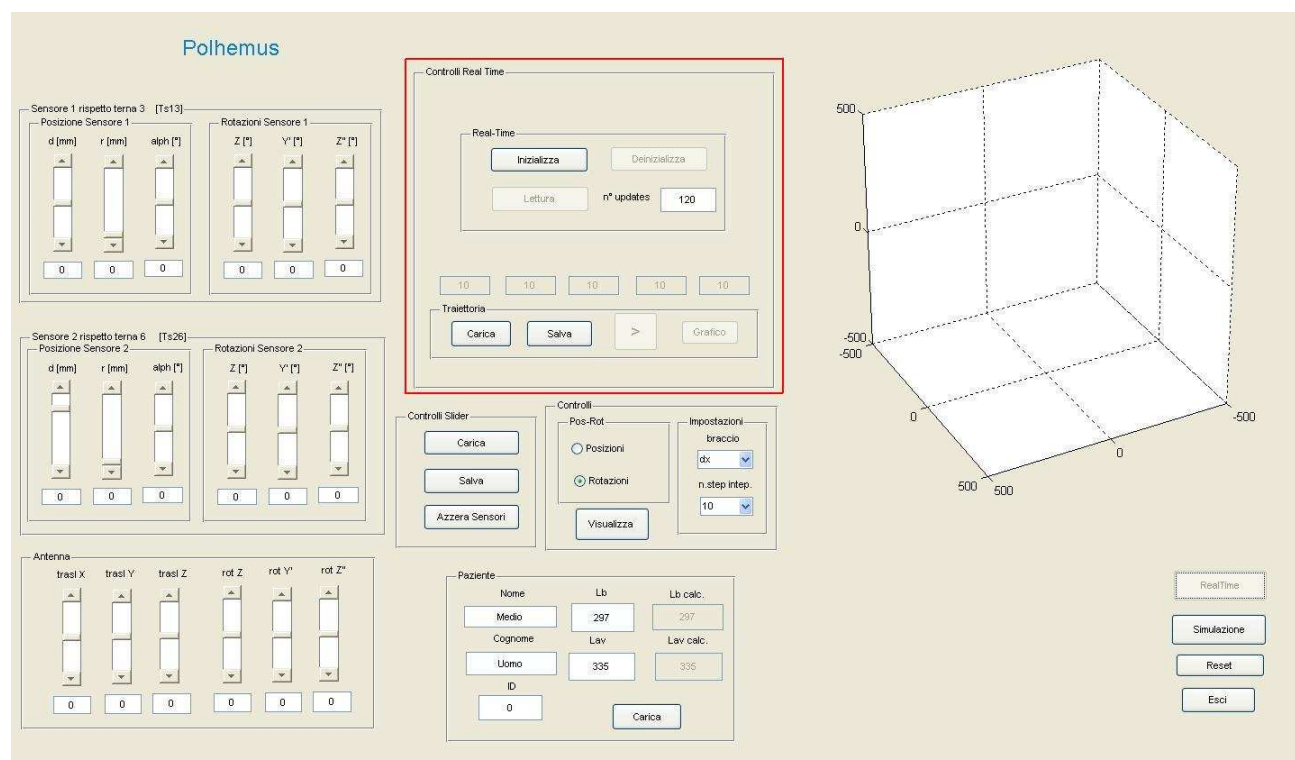 Polhemus
Sensore 1 rispetto terna 3 [Ts13]
Posizione Sensore 1
d [mm] r [mm] alph [°]
0 0 0
Rotazioni Sensore 1
Z [°] Y' [°] Z" [°]
0 0 0
Sensore 2 rispetto terna 6 [Ts26]
Posizione Sensore 2
d [mm] r [mm] alph [°]
0 0 0
Rotazioni Sensore 2
Z [°] Y' [°] Z" [°]
0 0 0
Antenna
trasl X trasl Y trasl Z rot Z rot Y' rot Z"
0 0 0 0 0 0
Controlli Real Time
Real-Time
Inizializza Deinizializza
Lettura n° updates 120
10 10 10 10 10
Traiettoria
Carica Salva > Grafico
Controlli Slider
Carica
Salva
Azzera Sensori
Controlli
Pos-Rot
Posizioni
Rotazioni
Visualizza
Impostazioni
braccio
dx
n.step intep.
10
Paziente
Nome Lb Lb calc.
Medio 297 297
Cognome Lav Lav calc.
Uomo 335 335
ID
0
Carica
500
0
-500
-500
0
500
500
0
-500
RealTime
Simulazione
Reset
Esci